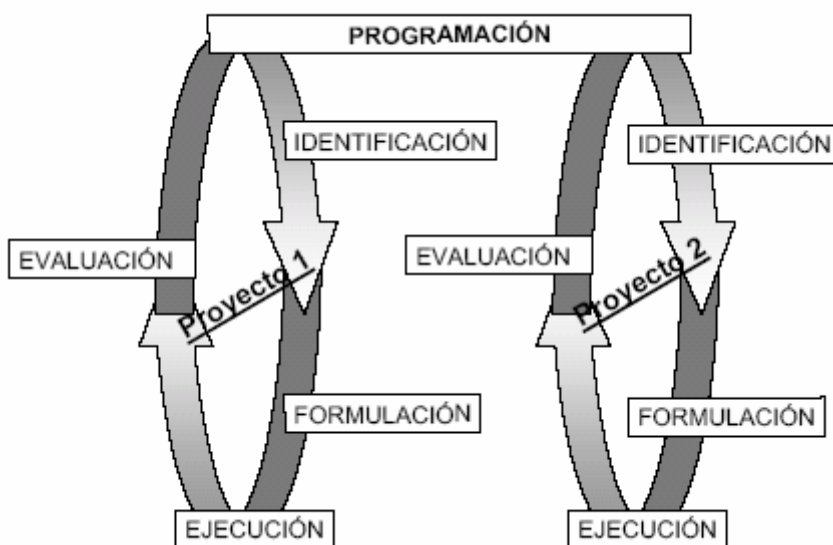 PROGRAMACIÓN
IDENTIFICACIÓN
IDENTIFICACIÓN
EVALUACIÓN
Proyecto 1
EVALUACIÓN
Proyecto 2
FORMULACIÓN
FORMULACIÓN
EJECUCIÓN
EJECUCIÓN